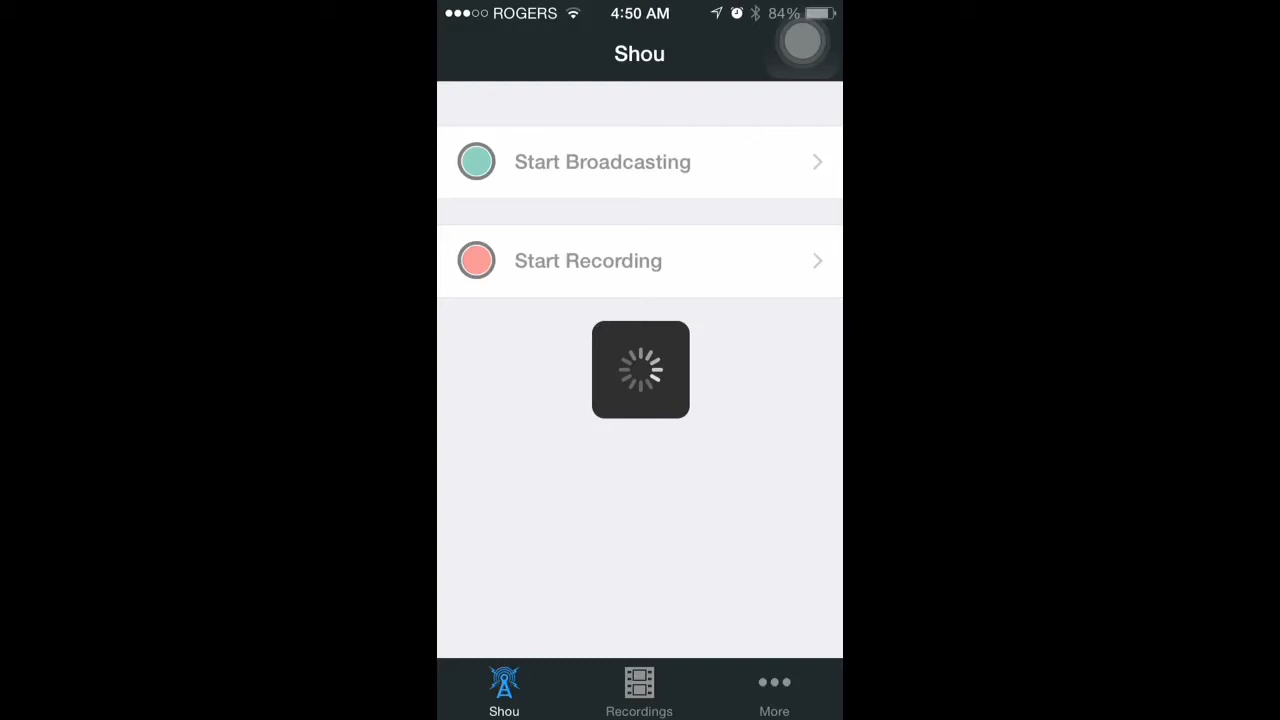 ROGERS 4:50 AM 84%
Shou
Start Broadcasting
Start Recording
Shou Recordings More